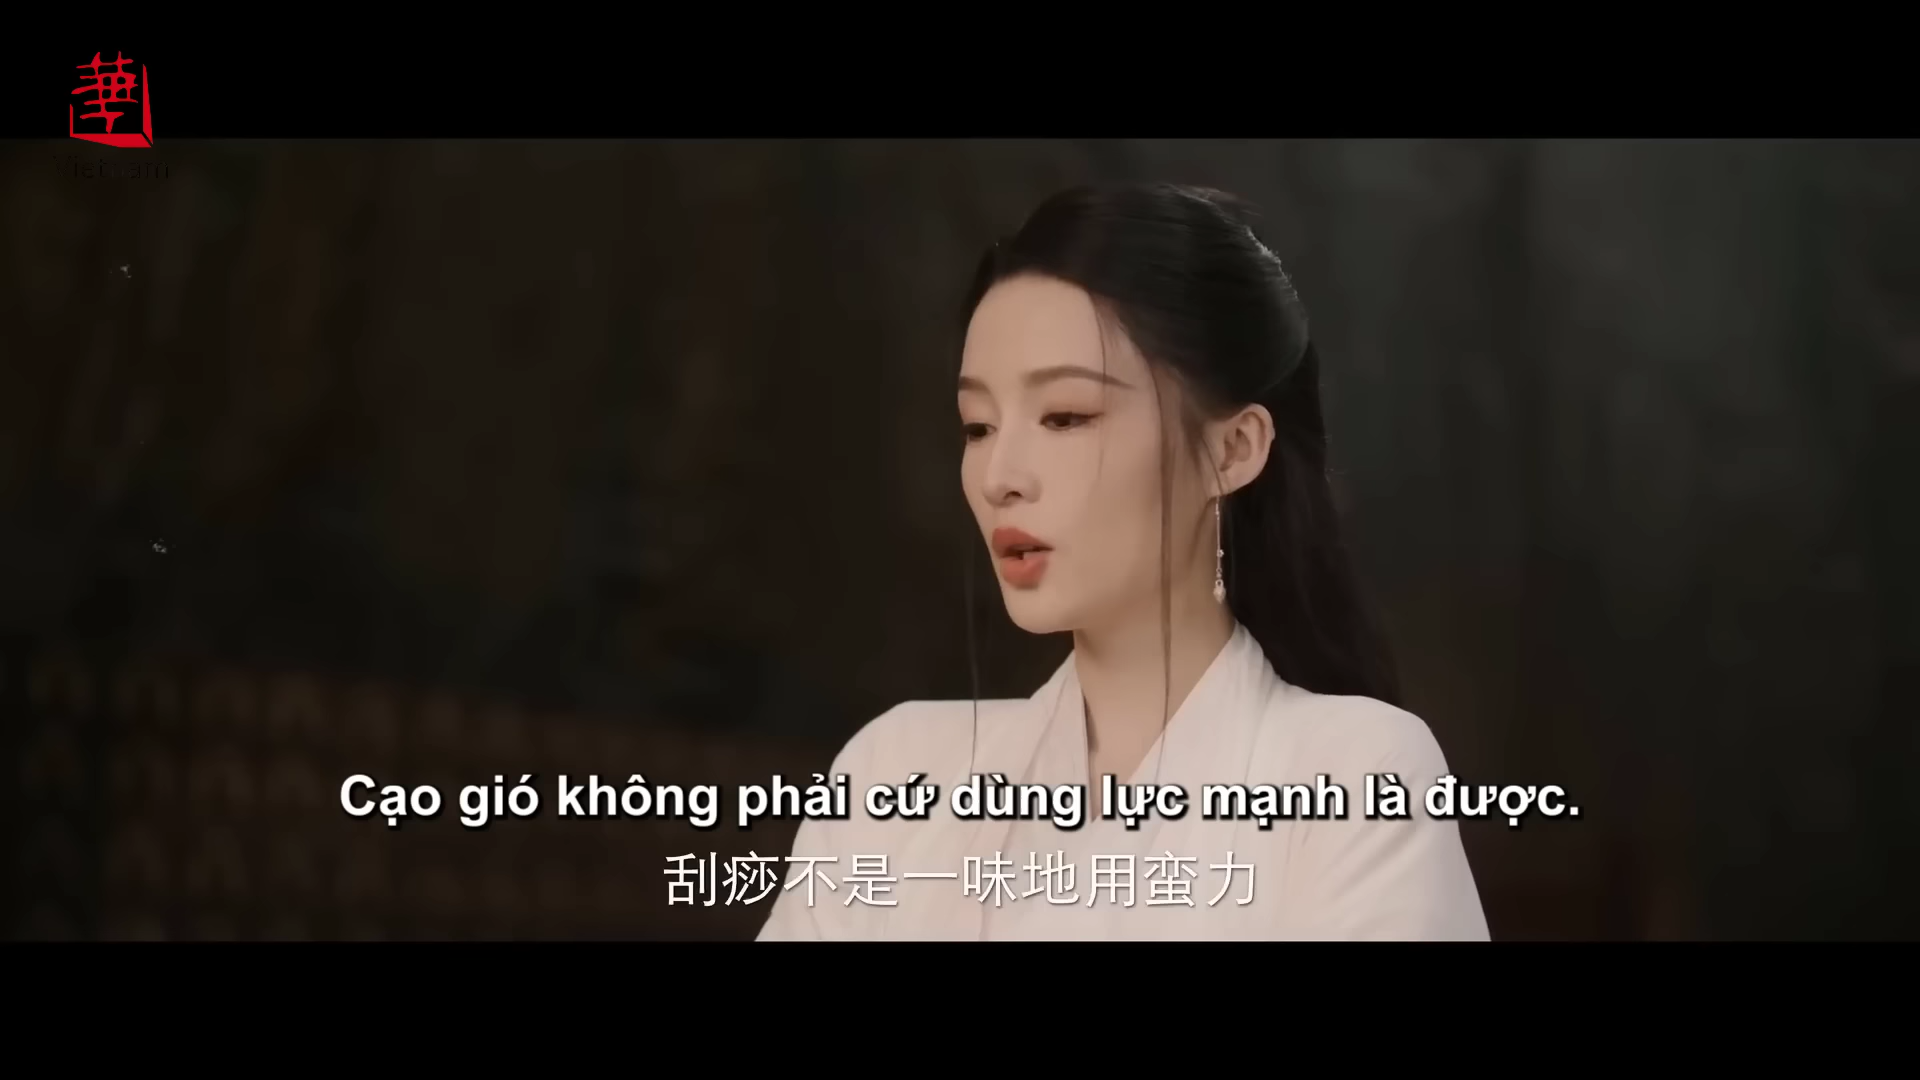 華
Vietnam
Cạo gió không phải cứ dùng lực mạnh là được.
刮痧不是一味地用蛮力